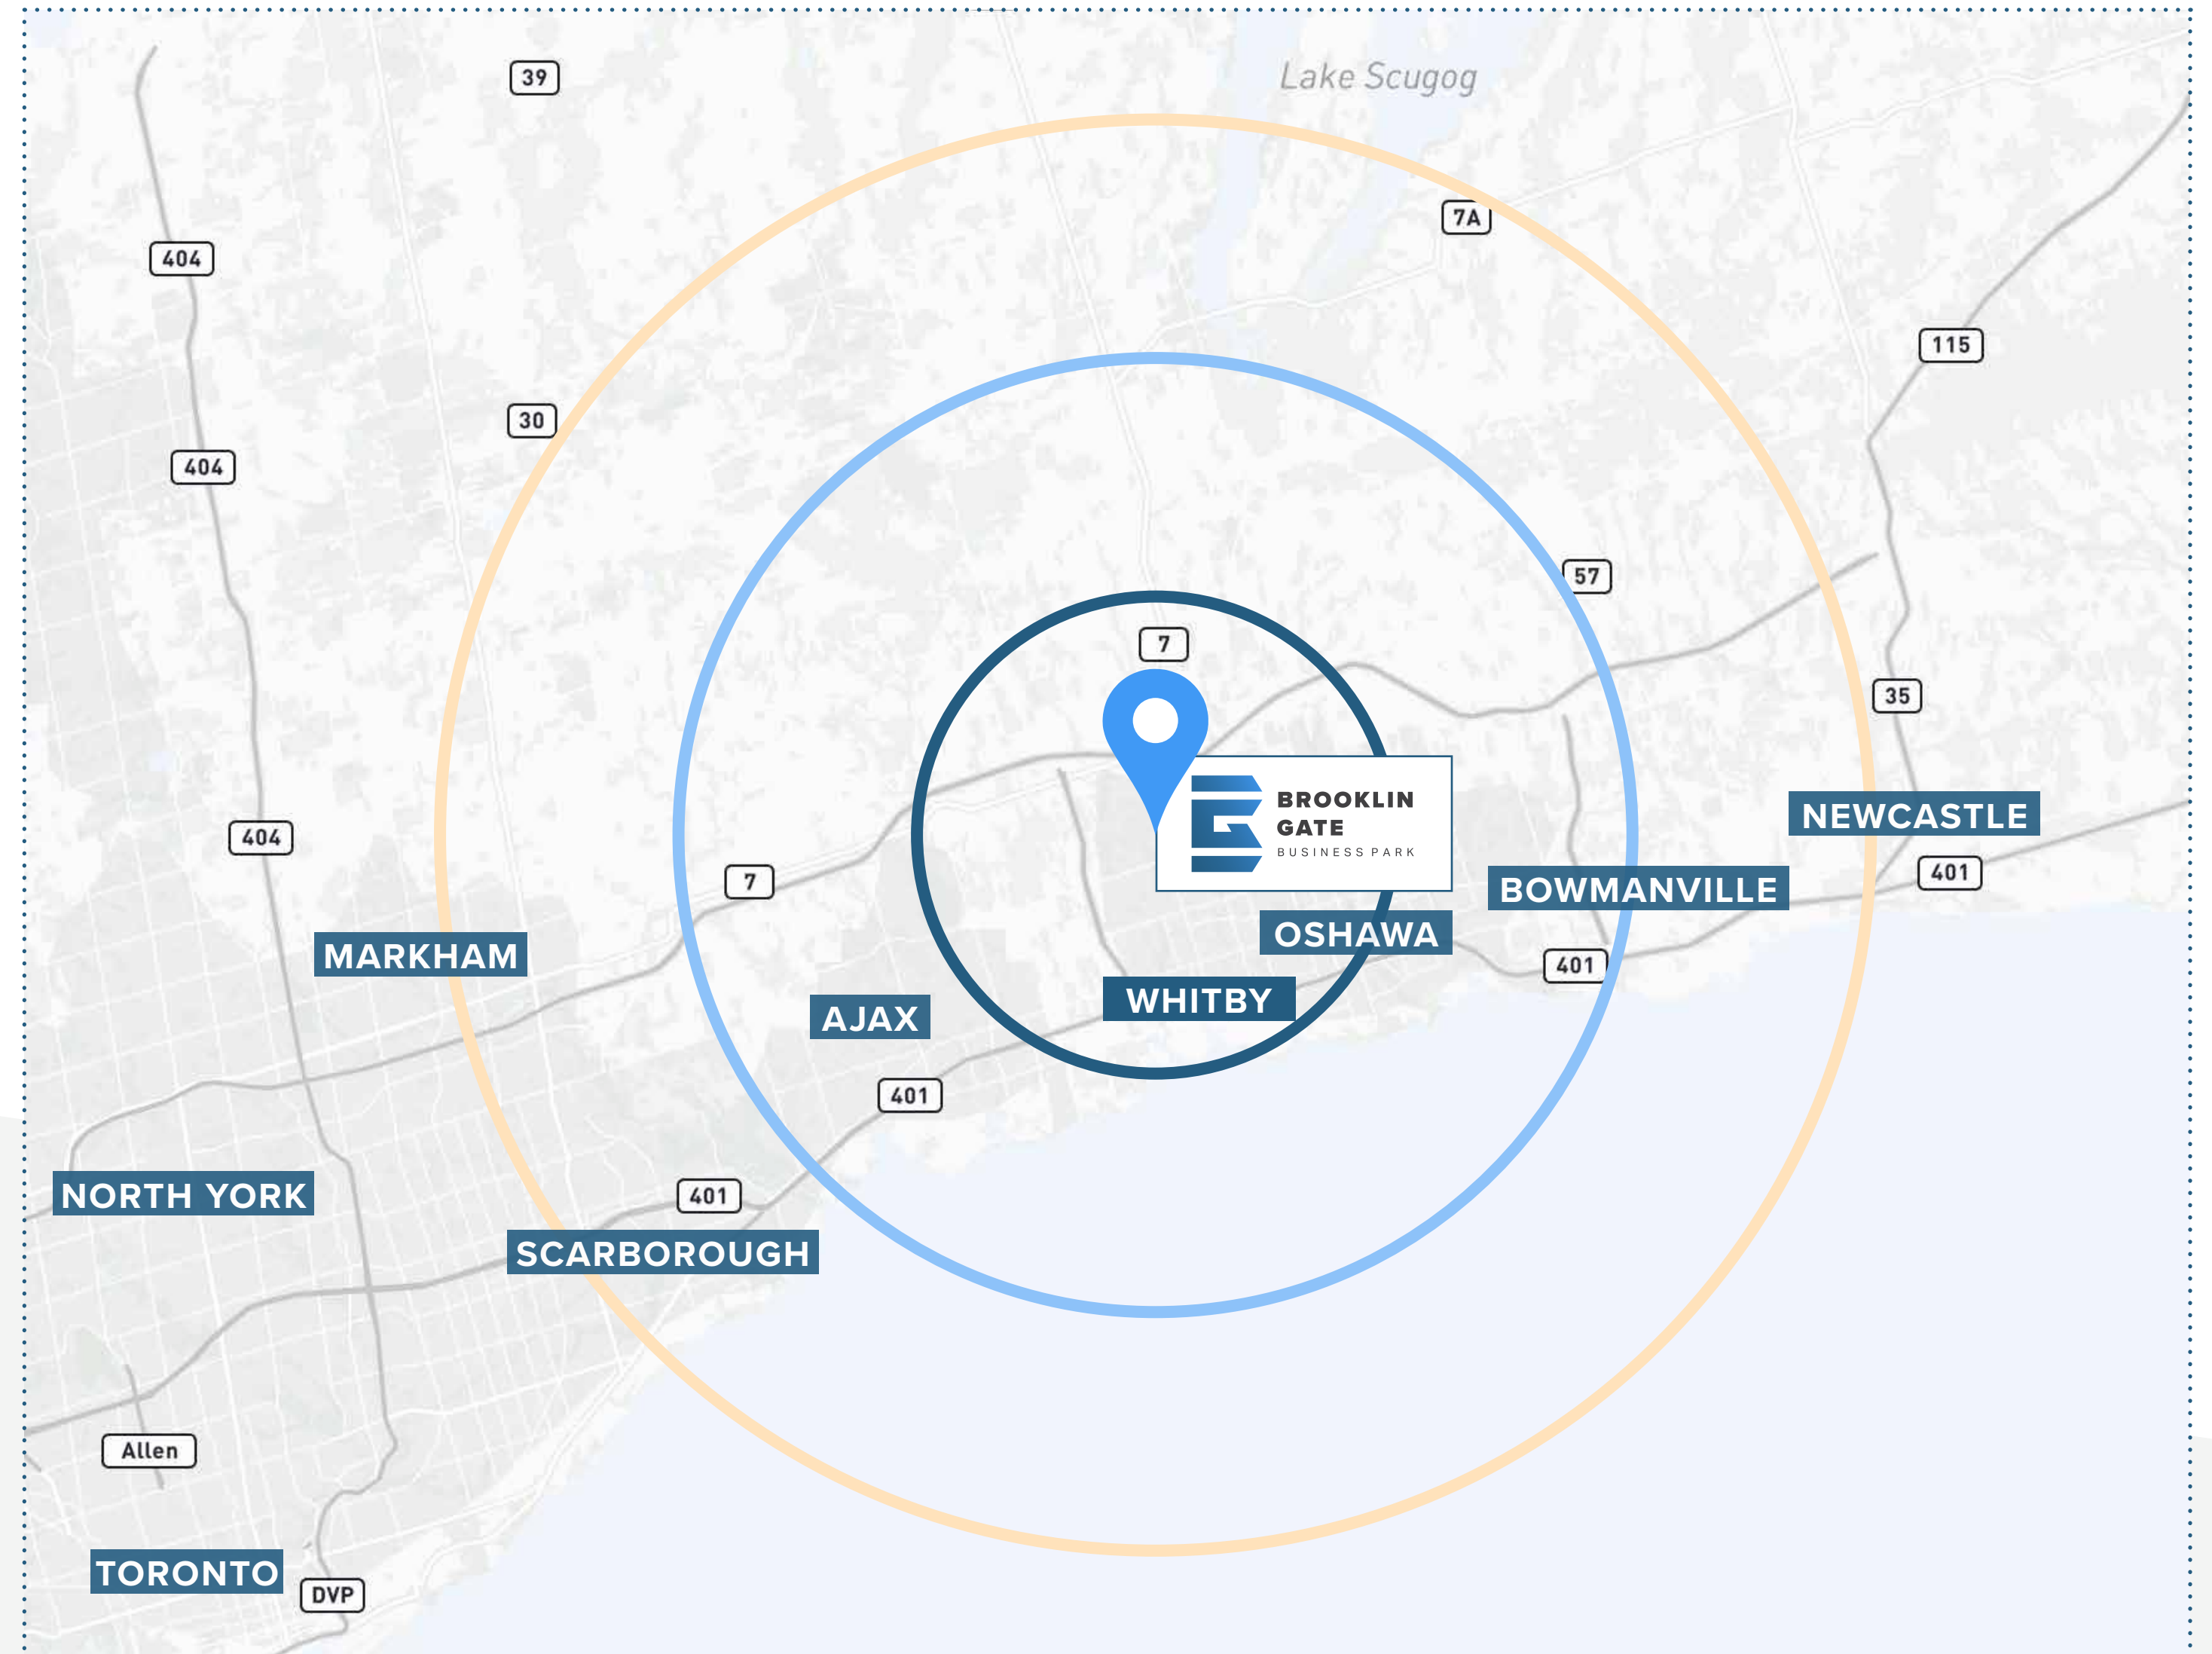 39
Lake Scugog
7A
404
115
30
404
57
7
35
BROOKLIN
GATE
BUSINESS PARK
NEWCASTLE
404
401
7
BOWMANVILLE
OSHAWA
MARKHAM
401
WHITBY
AJAX
401
NORTH YORK
401
SCARBOROUGH
Allen
TORONTO
DVP